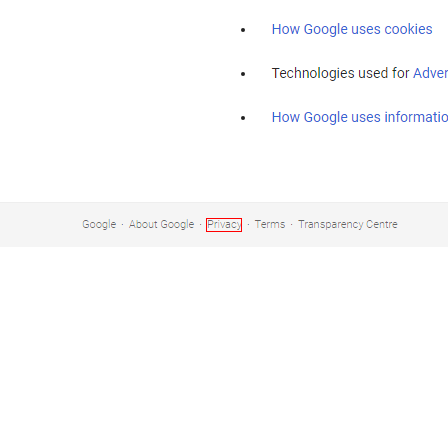 How Google uses cookies
Technologies used for Adver
How Google uses informatio
Google · About Google · Privacy · Terms · Transparency Centre